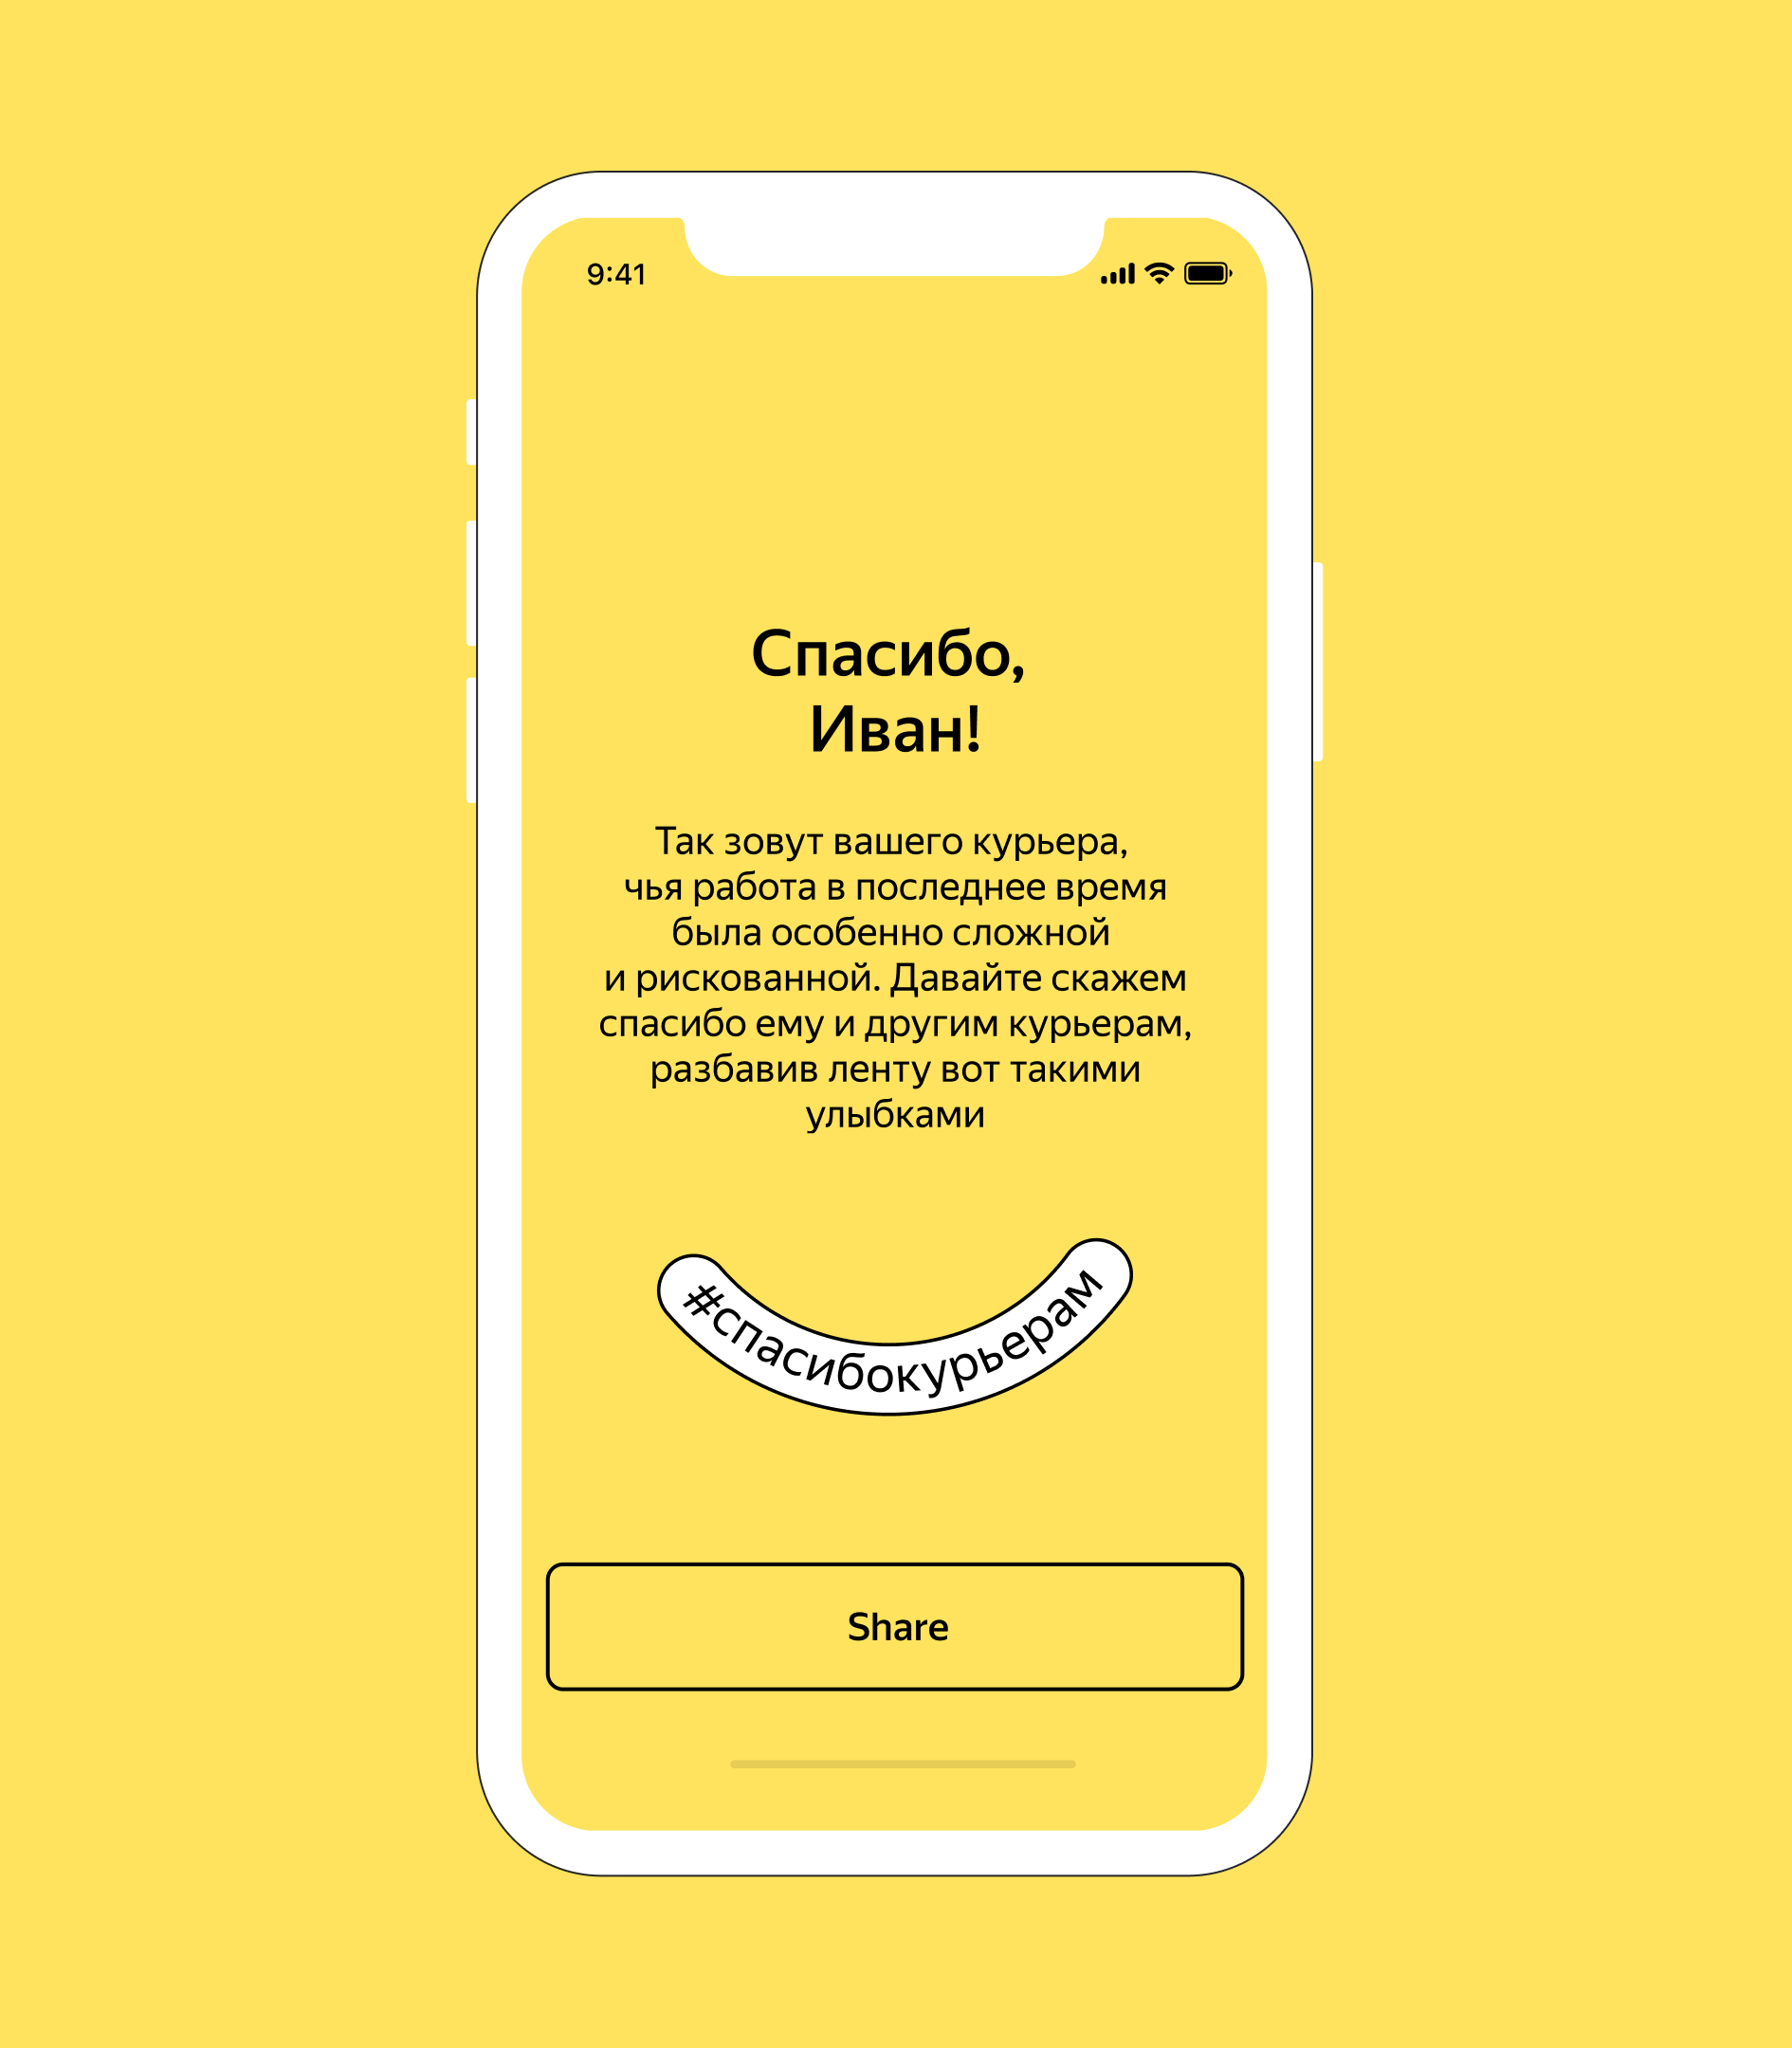 9:41
Спасибо,
Иван!
Так зовут вашего курьера,
чья работа в последнее время
была особенно сложной
и рискованной. Давайте скажем
спасибо ему и другим курьерам,
разбавив ленту вот такими
улыбками
#спасибокурьерам
Share